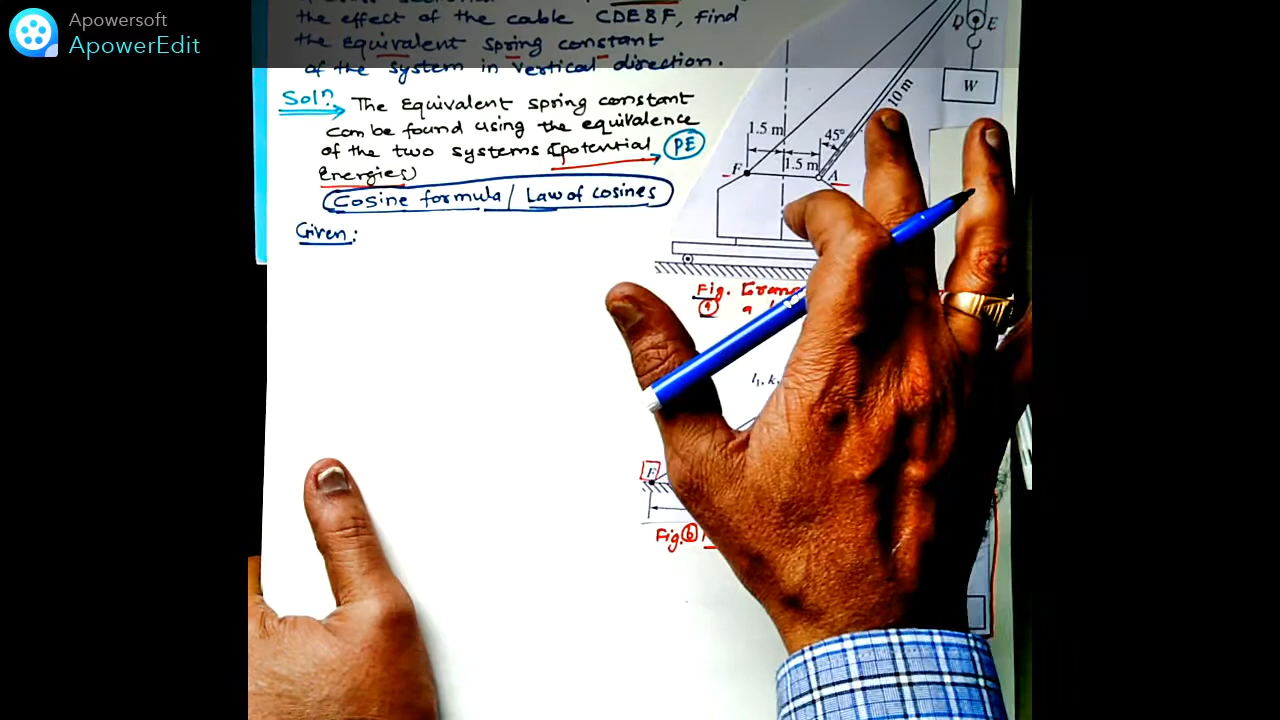 Apowersoft
ApowerEdit
the effect of the cable CDEBF, find
the equivalent spring constant
of the system in vertical direction.
Soln. The equivalent spring constant
can be found using the equivalence
of the two systems (potential PE
Energies)
Cosine formula / Law of cosines
Given:
D E
W
10 m
1.5 m
45°
1.5 m
F
A
Fig.
a
l₁, k
F
Fig. b